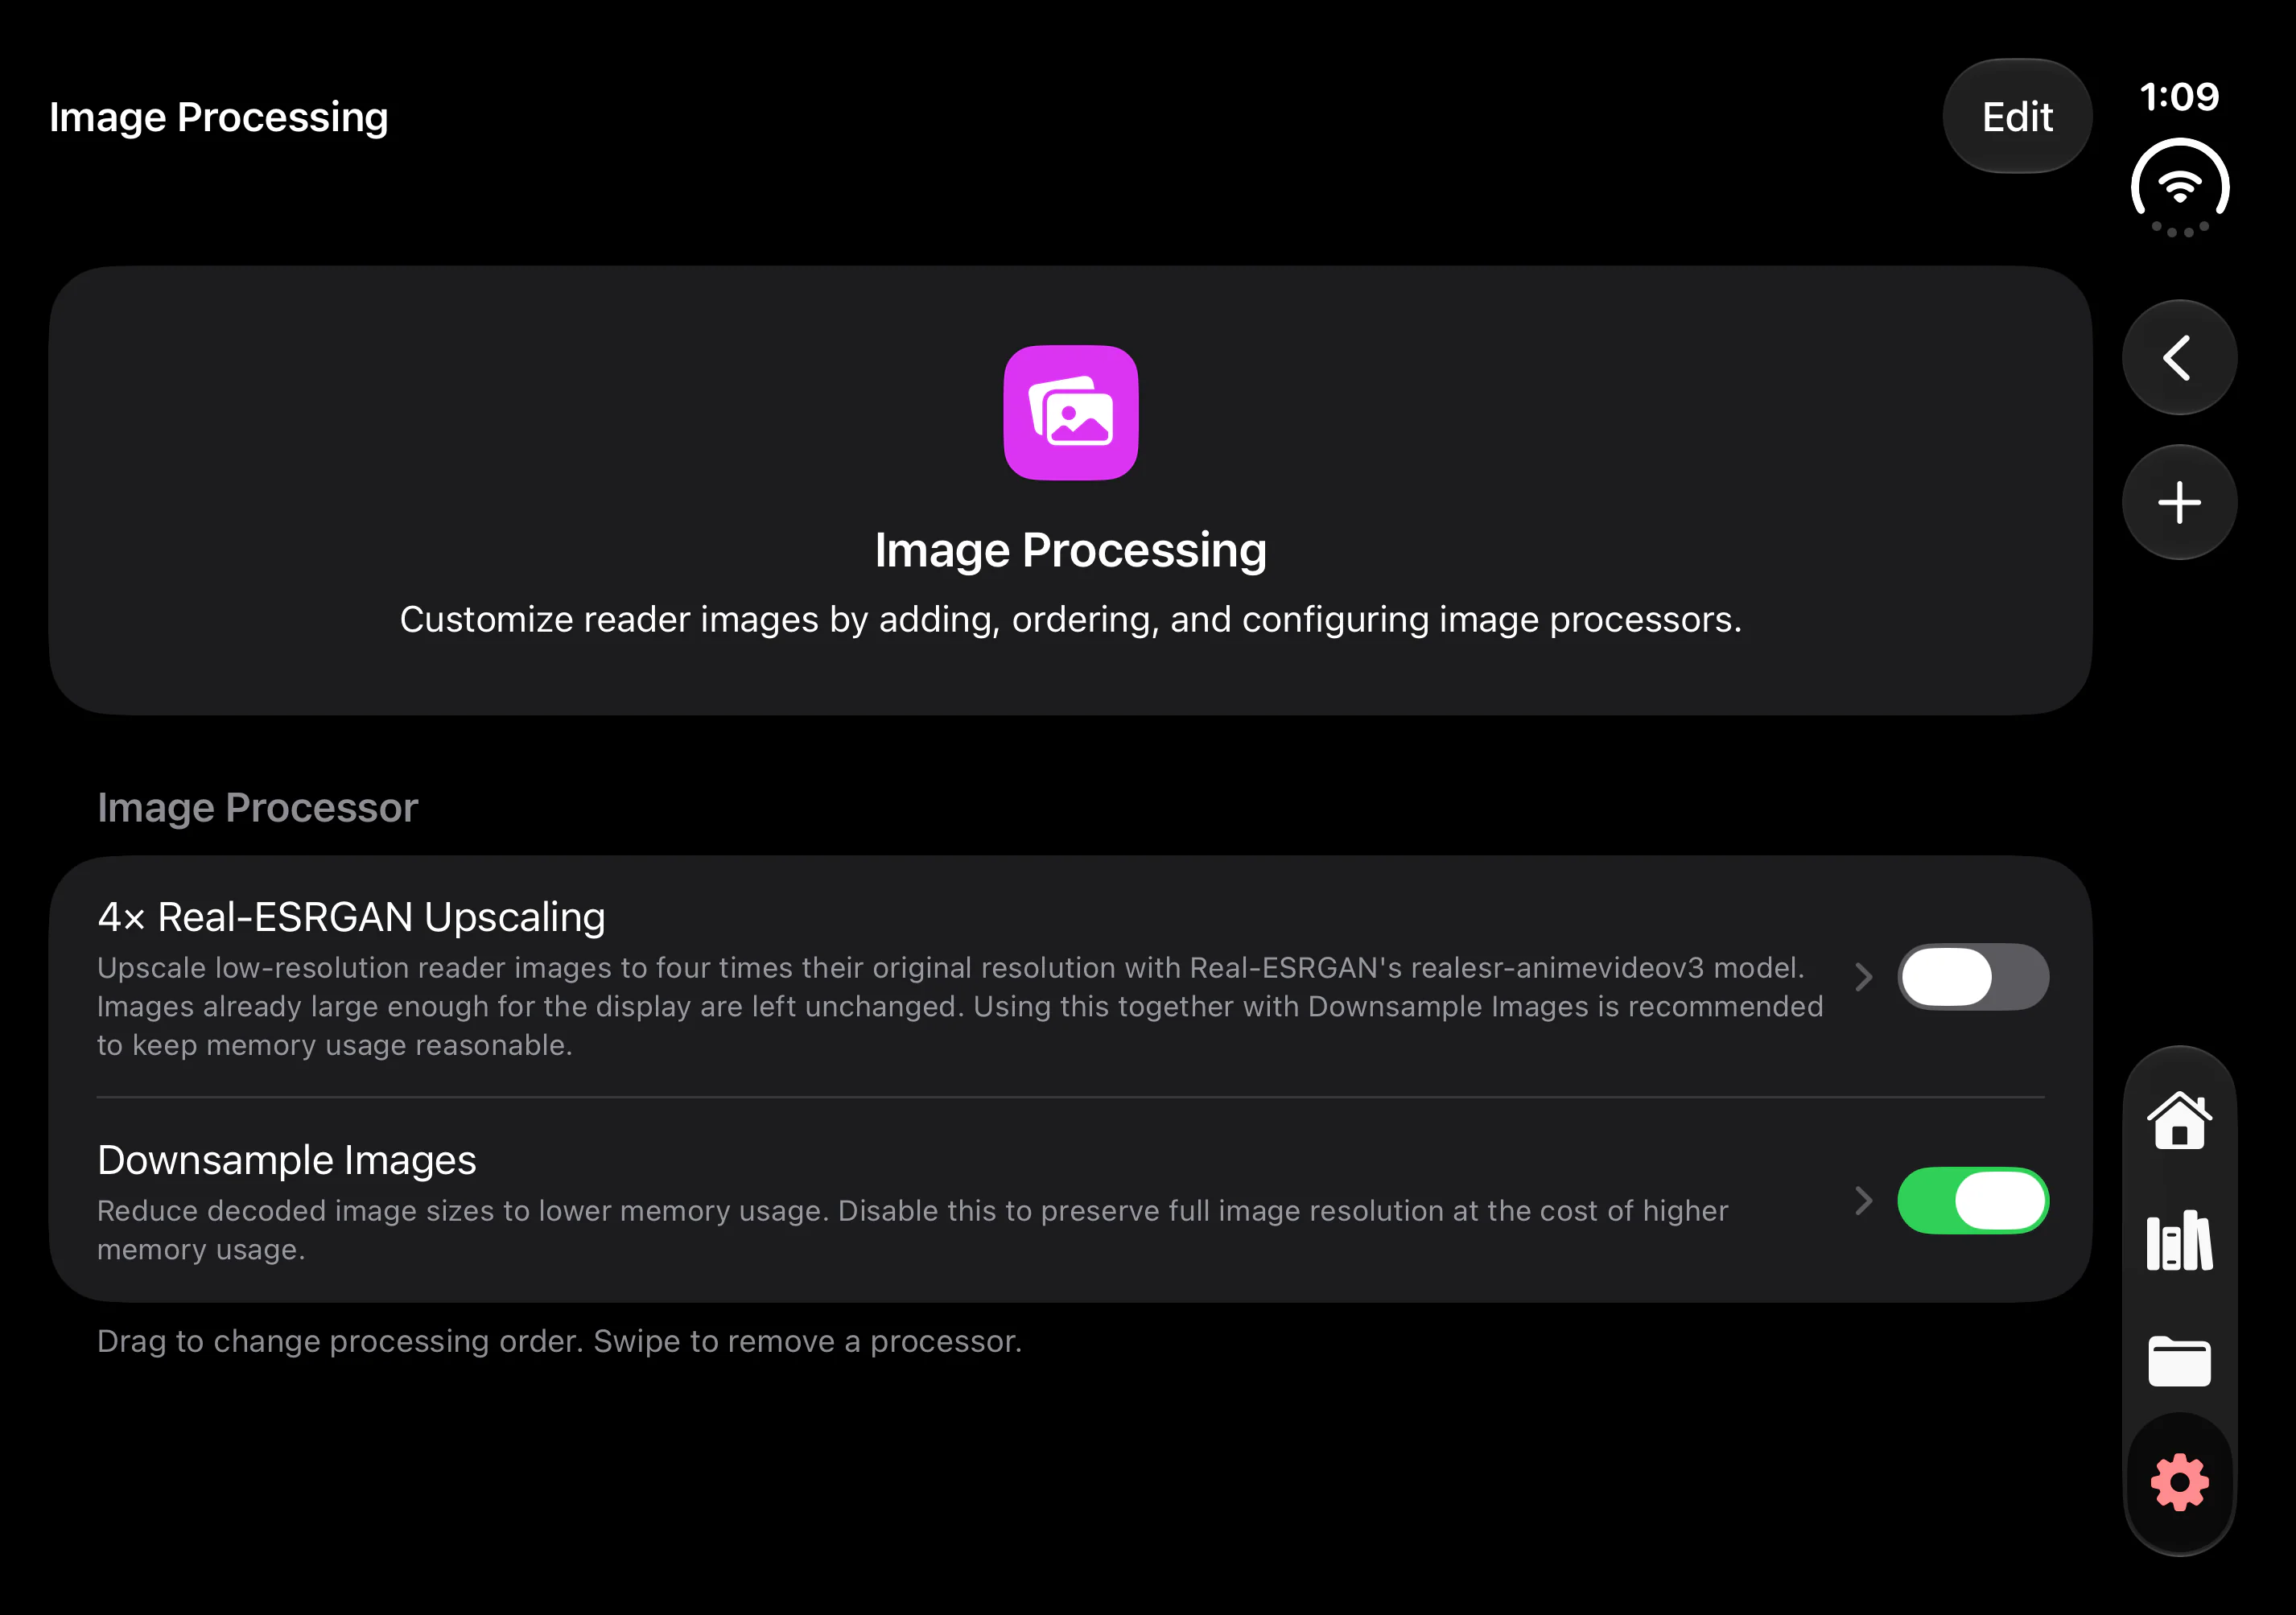 Image Processing
Edit
1:09
Image Processing
Customize reader images by adding, ordering, and configuring image processors.
Image Processor
4× Real-ESRGAN Upscaling
Upscale low-resolution reader images to four times their original resolution with Real-ESRGAN's realesr-animevideov3 model.
Images already large enough for the display are left unchanged. Using this together with Downsample Images is recommended
to keep memory usage reasonable.
Downsample Images
Reduce decoded image sizes to lower memory usage. Disable this to preserve full image resolution at the cost of higher
memory usage.
Drag to change processing order. Swipe to remove a processor.